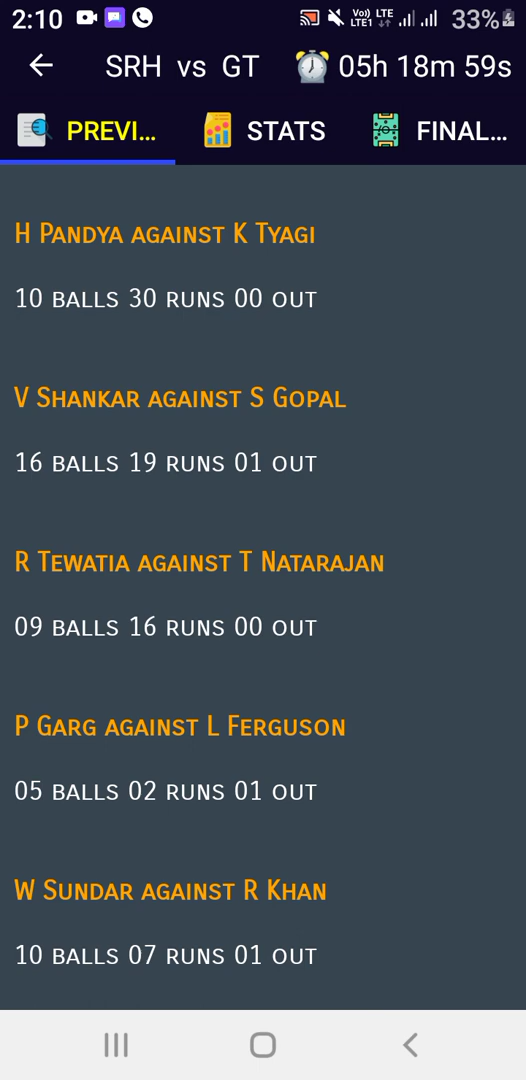 2:10 Vo)) LTE LTE1 33%
SRH vs GT 05h 18m 59s
PREVI... STATS FINAL...
H Pandya against K Tyagi
10 balls 30 runs 00 out
V Shankar against S Gopal
16 balls 19 runs 01 out
R Tewatia against T Natarajan
09 balls 16 runs 00 out
P Garg against L Ferguson
05 balls 02 runs 01 out
W Sundar against R Khan
10 balls 07 runs 01 out